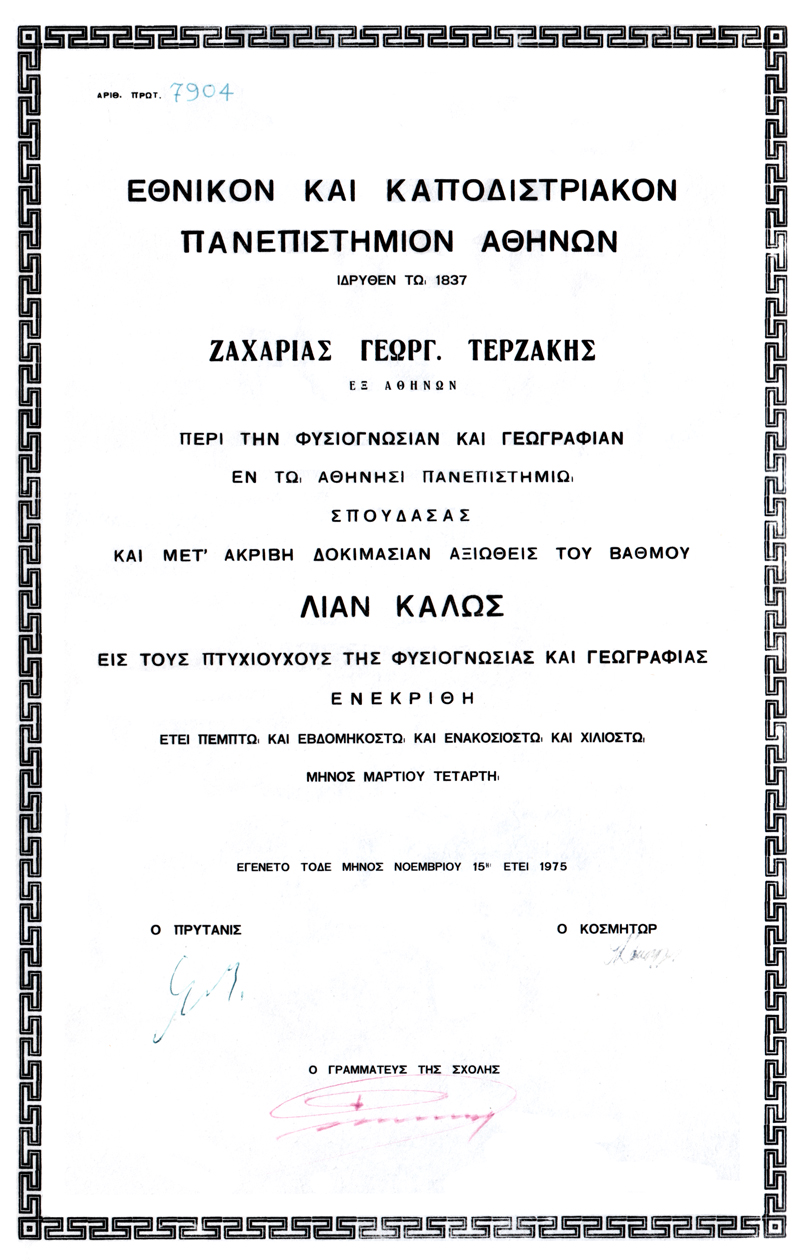 ΑΡΙΘ. ΠΡΩΤ. 7904
ΕΘΝΙΚΟΝ ΚΑΙ ΚΑΠΟΔΙΣΤΡΙΑΚΟΝ
ΠΑΝΕΠΙΣΤΗΜΙΟΝ ΑΘΗΝΩΝ
ΙΔΡΥΘΕΝ ΤΩι 1837
ΖΑΧΑΡΙΑΣ ΓΕΩΡΓ. ΤΕΡΖΑΚΗΣ
ΕΞ ΑΘΗΝΩΝ
ΠΕΡΙ ΤΗΝ ΦΥΣΙΟΓΝΩΣΙΑΝ ΚΑΙ ΓΕΩΓΡΑΦΙΑΝ
ΕΝ ΤΩι ΑΘΗΝΗΣΙ ΠΑΝΕΠΙΣΤΗΜΙΩι
ΣΠΟΥΔΑΣΑΣ
ΚΑΙ ΜΕΤ' ΑΚΡΙΒΗ ΔΟΚΙΜΑΣΙΑΝ ΑΞΙΩΘΕΙΣ ΤΟΥ ΒΑΘΜΟΥ
ΛΙΑΝ ΚΑΛΩΣ
ΕΙΣ ΤΟΥΣ ΠΤΥΧΙΟΥΧΟΥΣ ΤΗΣ ΦΥΣΙΟΓΝΩΣΙΑΣ ΚΑΙ ΓΕΩΓΡΑΦΙΑΣ
ΕΝΕΚΡΙΘΗ
ΕΤΕΙ ΠΕΜΠΤΩι ΚΑΙ ΕΒΔΟΜΗΚΟΣΤΩι ΚΑΙ ΕΝΑΚΟΣΙΟΣΤΩι ΚΑΙ ΧΙΛΙΟΣΤΩι
ΜΗΝΟΣ ΜΑΡΤΙΟΥ ΤΕΤΑΡΤΗι
ΕΓΕΝΕΤΟ ΤΟΔΕ ΜΗΝΟΣ ΝΟΕΜΒΡΙΟΥ 15ηι ΕΤΕΙ 1975
Ο ΠΡΥΤΑΝΙΣ Ο ΚΟΣΜΗΤΩΡ
Ο ΓΡΑΜΜΑΤΕΥΣ ΤΗΣ ΣΧΟΛΗΣ